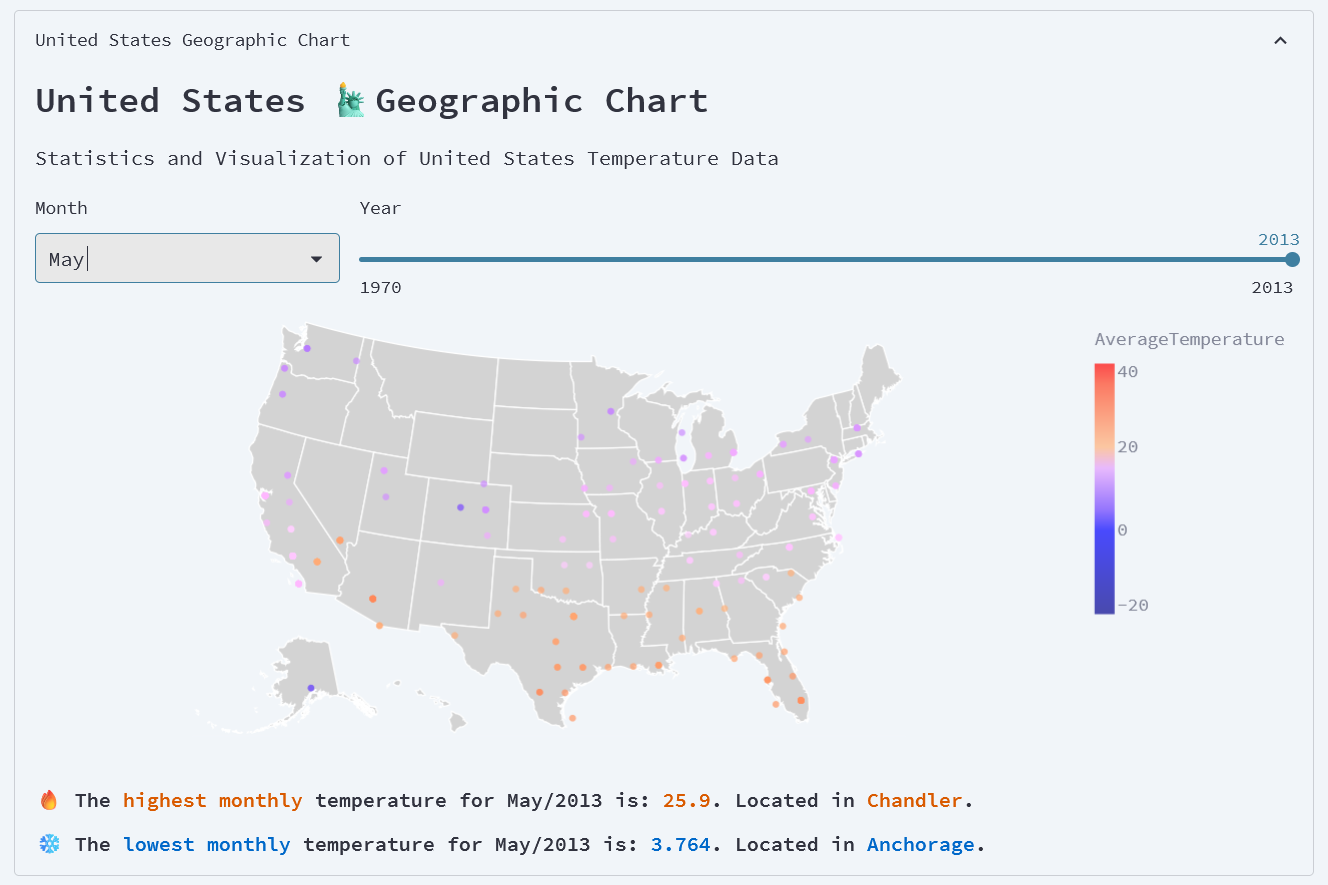 United States Geographic Chart
United States 🗽Geographic Chart
Statistics and Visualization of United States Temperature Data
Month
Year
May
2013
1970
2013
AverageTemperature
40
20
0
−20
🔥 The highest monthly temperature for May/2013 is: 25.9. Located in Chandler.
❄️ The lowest monthly temperature for May/2013 is: 3.764. Located in Anchorage.